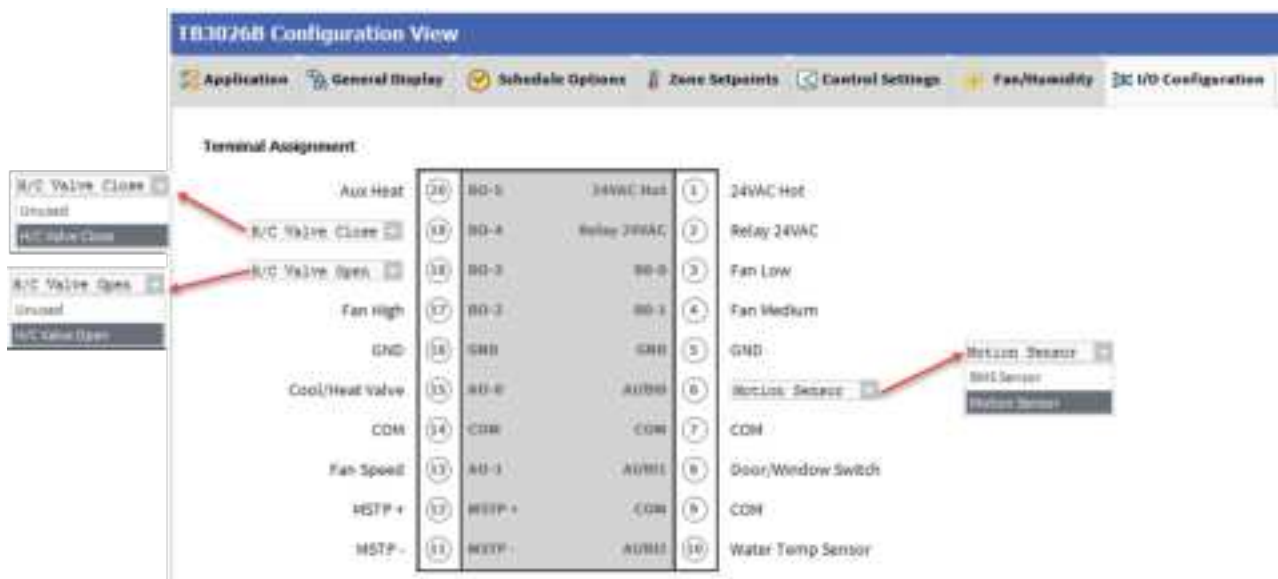 TB3026B Configuration View
Application General Display Schedule Options Zone Setpoints Control Settings Fan/Humidity I/O Configuration
Terminal Assignment
H/C Valve Close
Unused
H/C Valve Close
H/C Valve Open
Unused
H/C Valve Open
Aux Heat 20 BO-5 24VAC Hot 1 24VAC Hot
H/C Valve Close 19 BO-4 Relay 24VAC 2 Relay 24VAC
H/C Valve Open 18 BO-3 BO-0 3 Fan Low
Fan High 17 BO-2 BO-1 4 Fan Medium
GND 16 GND GND 5 GND
Cool/Heat Valve 15 AO-0 6 Motion Sensor
COM 14 COM COM 7 COM
Fan Speed 13 AO-1 8 Door/Window Switch
MSTP + 12 MSTP + COM 9 COM
MSTP - 11 MSTP - 10 Water Temp Sensor
Motion Sensor
Sensor
Motion Sensor